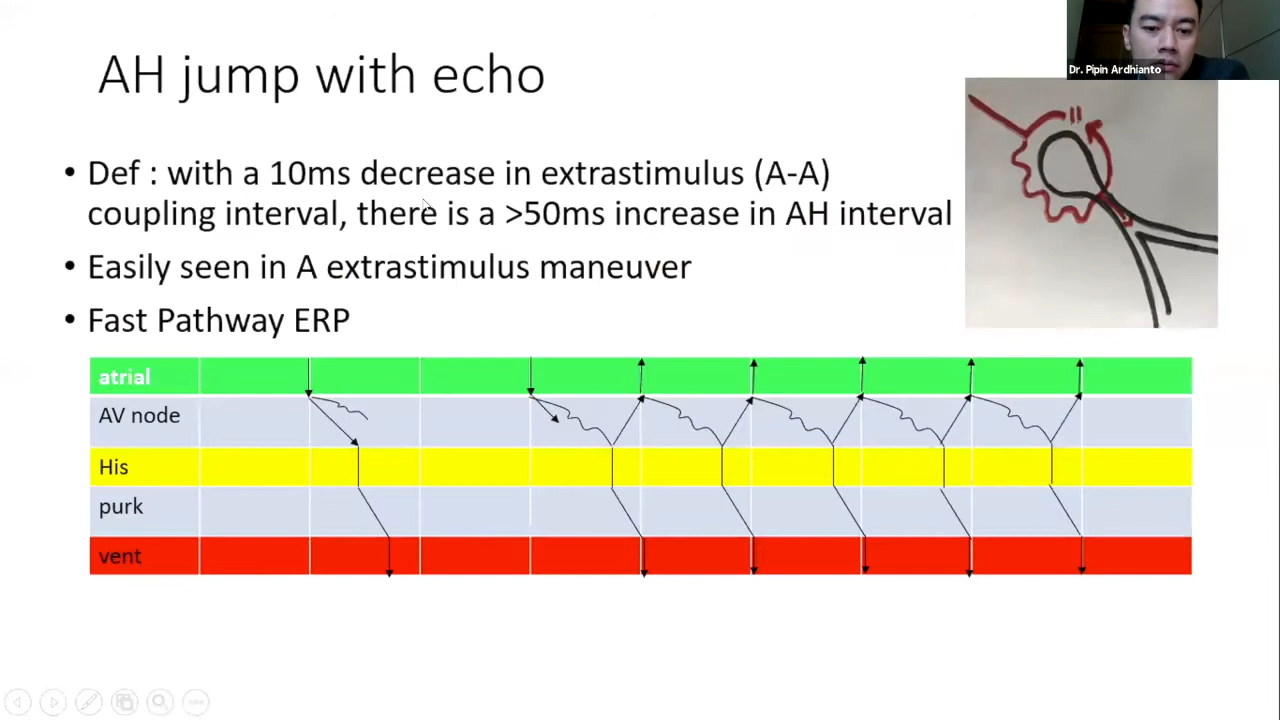 AH jump with echo
Dr. Pipin Ardhianto
• Def : with a 10ms decrease in extrastimulus (A-A)
coupling interval, there is a >50ms increase in AH interval
• Easily seen in A extrastimulus maneuver
• Fast Pathway ERP
atrial
AV node
His
purk
vent